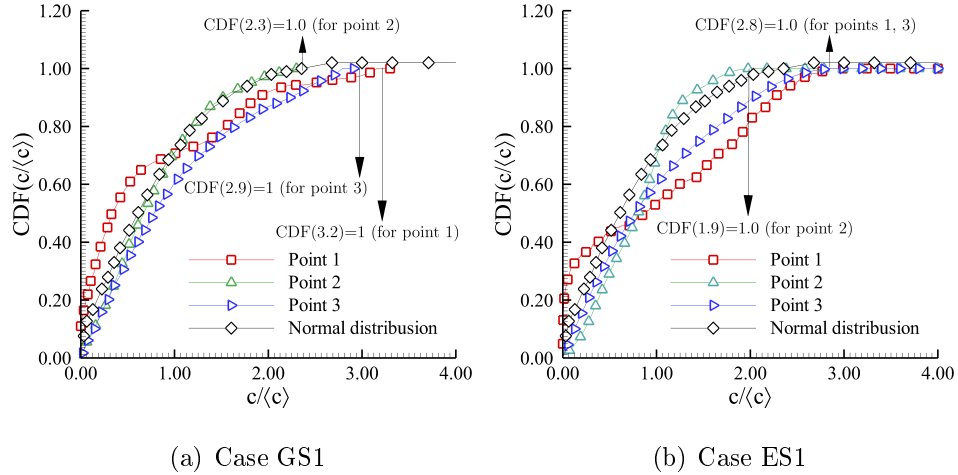 CDF(2.3)=1.0 (for point 2)
1.20
1.00
0.80
0.60
0.40
0.20
0.00
CDF(c/⟨c⟩)
CDF(2.9)=1 (for point 3)
CDF(3.2)=1 (for point 1)
Point 1
Point 2
Point 3
Normal distribusion
0.00 1.00 2.00 3.00 4.00
c/⟨c⟩
(a) Case GS1
CDF(2.8)=1.0 (for points 1, 3)
1.20
1.00
0.80
0.60
0.40
0.20
0.00
CDF(c/⟨c⟩)
CDF(1.9)=1.0 (for point 2)
Point 1
Point 2
Point 3
Normal distribusion
0.00 1.00 2.00 3.00 4.00
c/⟨c⟩
(b) Case ES1